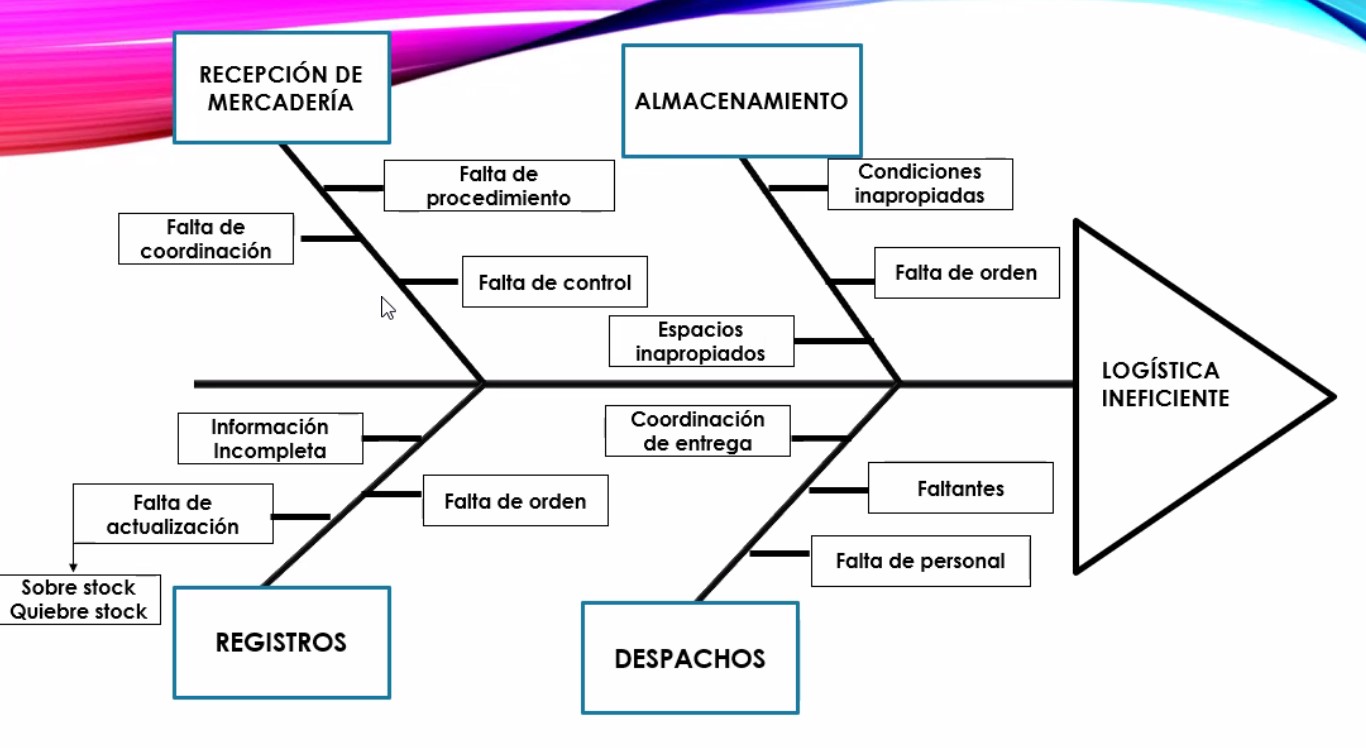 RECEPCIÓN DE
MERCADERÍA
ALMACENAMIENTO
Falta de
procedimiento
Condiciones
inapropiadas
Falta de
coordinación
Falta de control
Falta de orden
Espacios
inapropiados
LOGÍSTICA
INEFICIENTE
Información
Incompleta
Coordinación
de entrega
Falta de orden
Faltantes
Falta de
actualización
Falta de personal
Sobre stock
Quiebre stock
REGISTROS
DESPACHOS